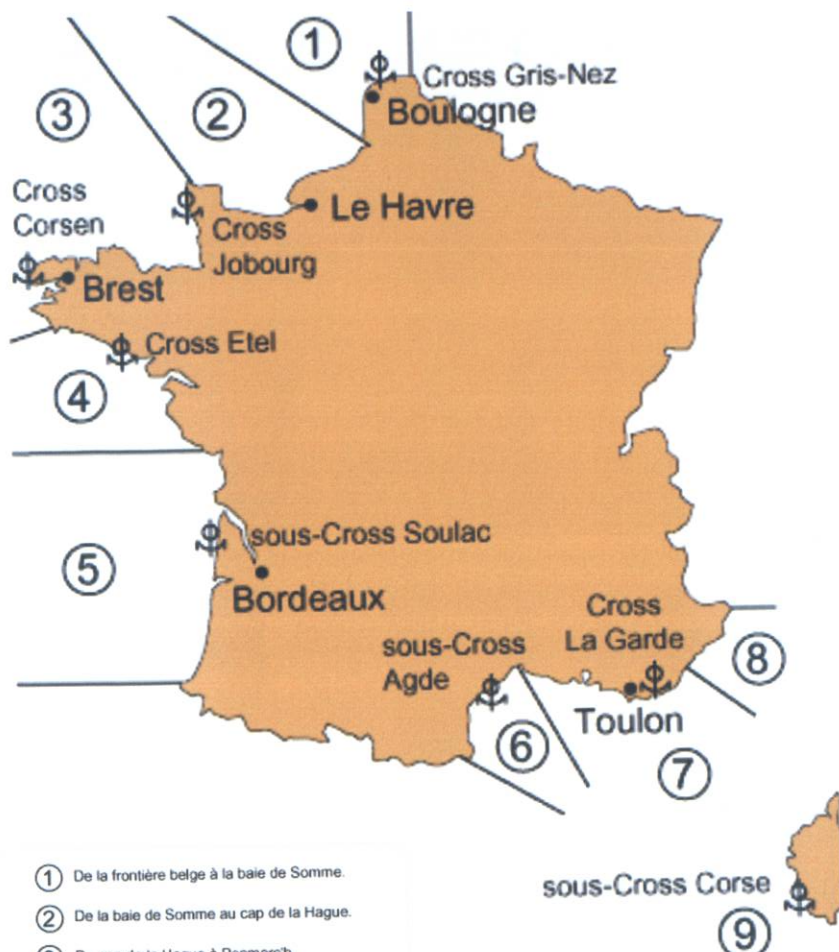 1
Cross Gris-Nez
Boulogne
2
3
Cross
Corsen
Le Havre
Cross
Jobourg
Brest
Cross Etel
4
sous-Cross Soulac
5
Bordeaux
Cross
La Garde
sous-Cross
Agde
8
Toulon
6
7
1 De la frontière belge à la baie de Somme.
sous-Cross Corse
2 De la baie de Somme au cap de la Hague.
9